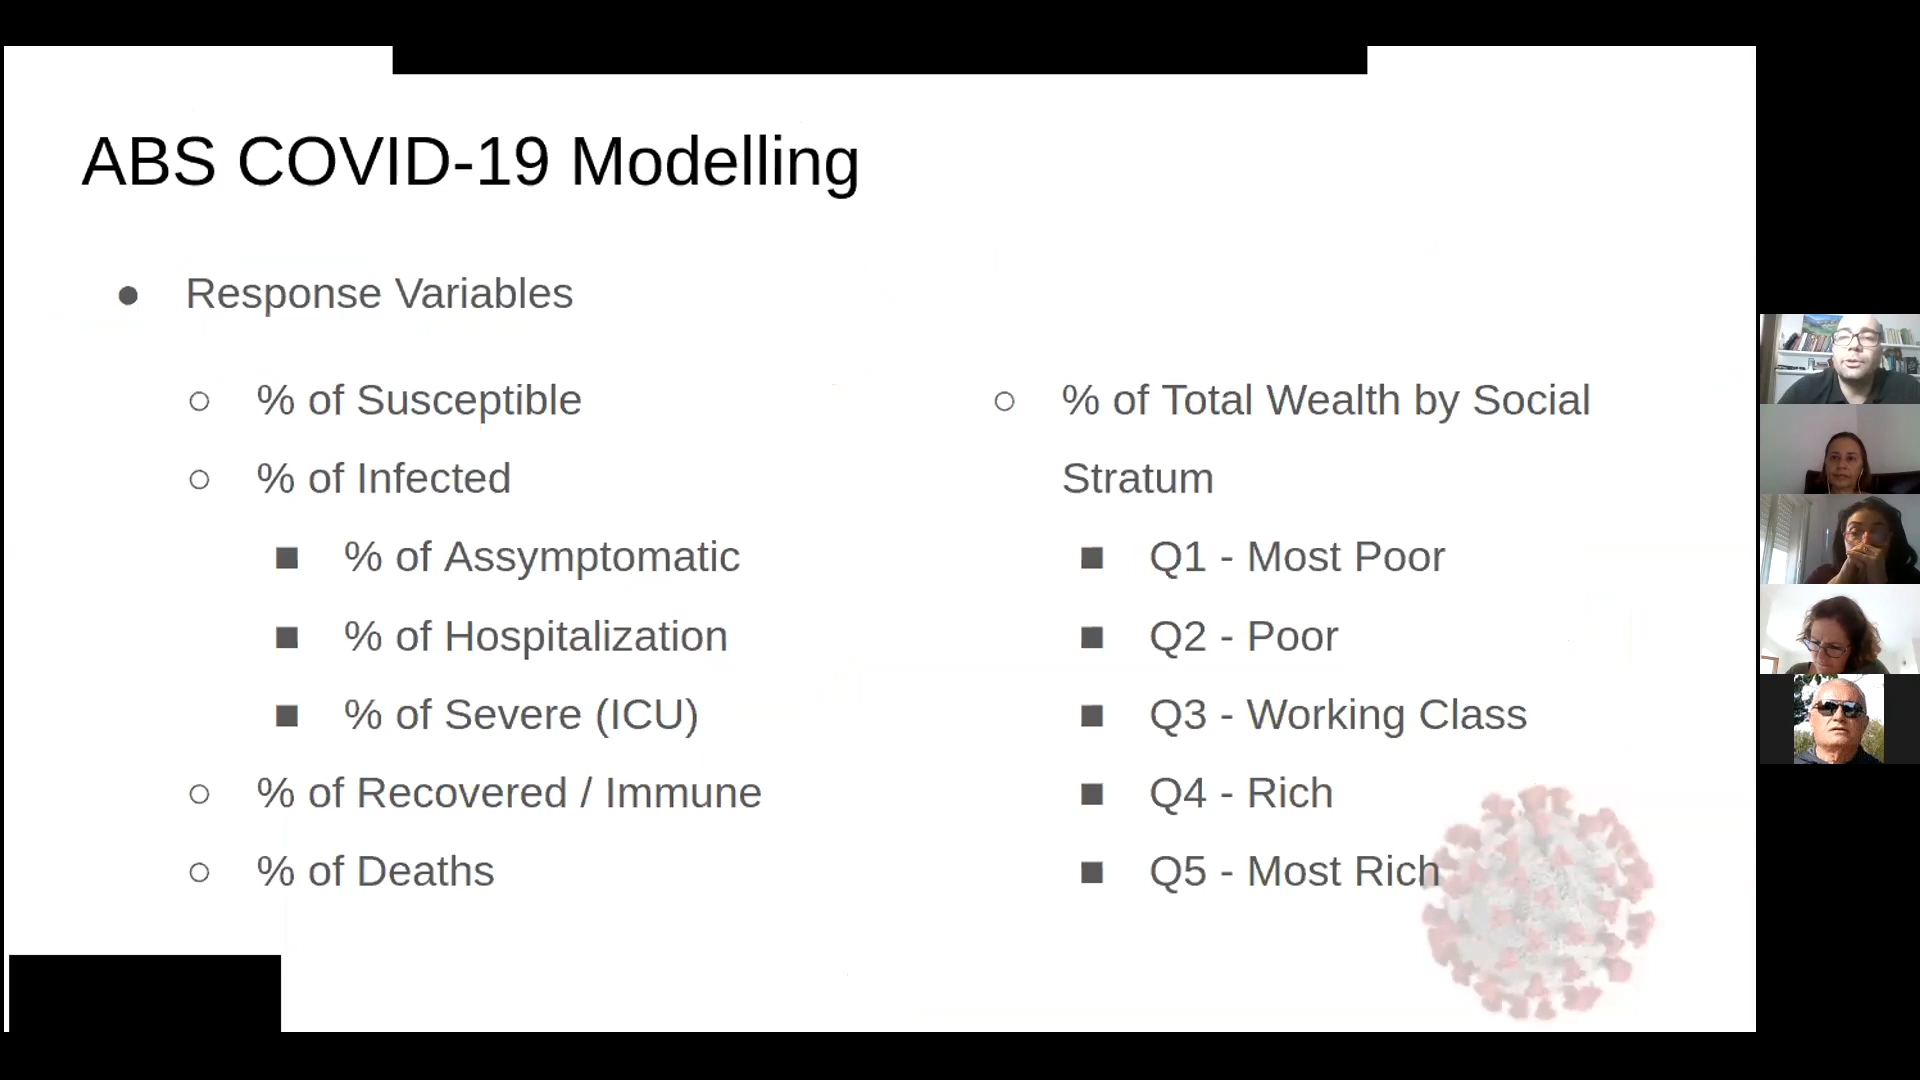 ABS COVID-19 Modelling
● Response Variables
○ % of Susceptible
○ % of Infected
■ % of Assymptomatic
■ % of Hospitalization
■ % of Severe (ICU)
○ % of Recovered / Immune
○ % of Deaths
○ % of Total Wealth by Social
Stratum
■ Q1 - Most Poor
■ Q2 - Poor
■ Q3 - Working Class
■ Q4 - Rich
■ Q5 - Most Rich